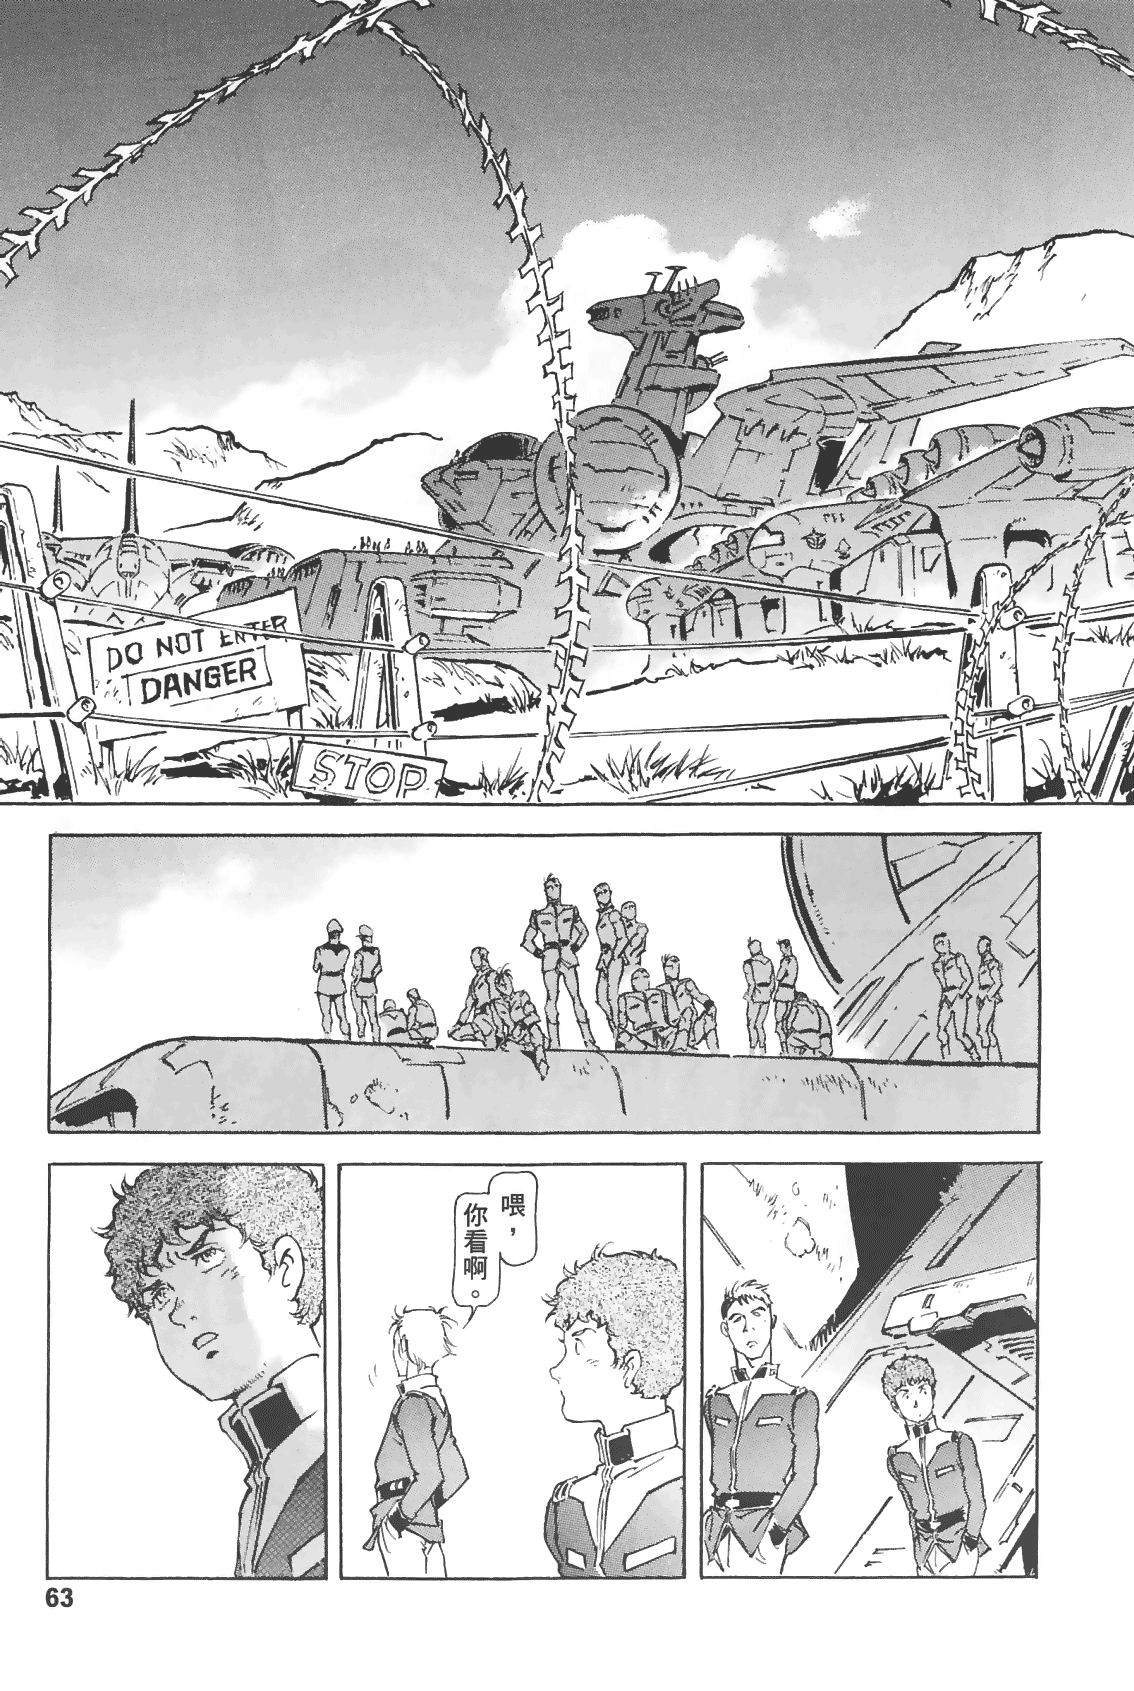 DO NOT ENTER
DANGER
STOP
喂，
你看啊。
63